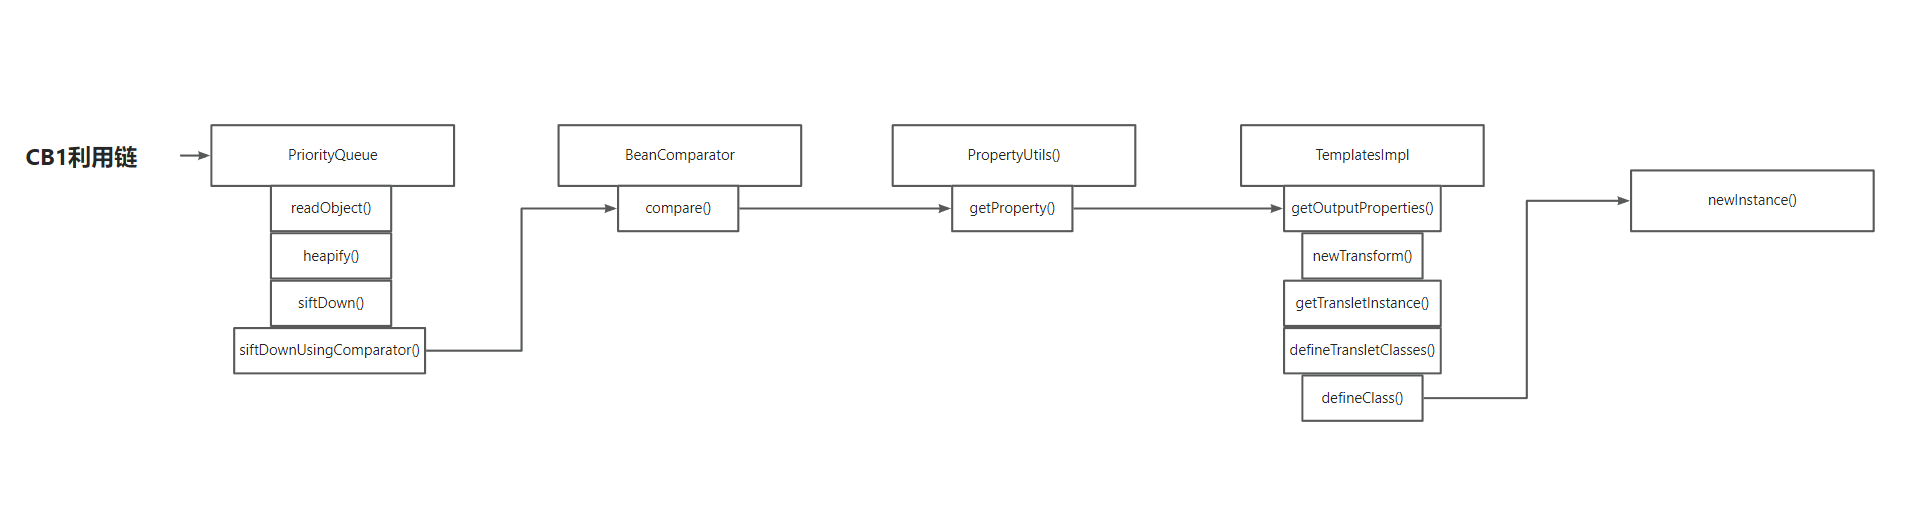 CB1利用链
PriorityQueue
readObject()
heapify()
siftDown()
siftDownUsingComparator()
BeanComparator
compare()
PropertyUtils()
getProperty()
TemplatesImpl
getOutputProperties()
newTransform()
getTransletInstance()
defineTransletClasses()
defineClass()
newInstance()